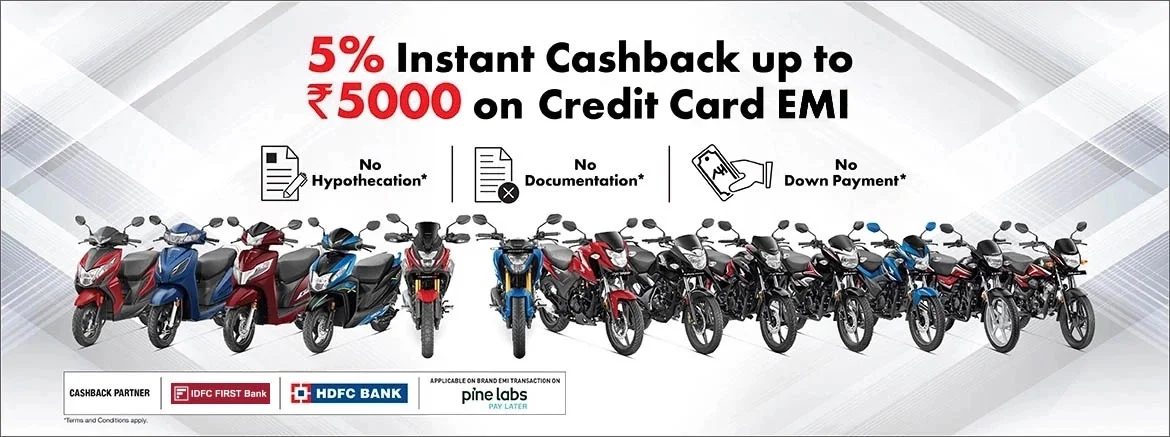 5% Instant Cashback up to
₹5000 on Credit Card EMI
No
Hypothecation*
No
Documentation*
No
Down Payment*
CASHBACK PARTNER
IDFC FIRST Bank
HDFC BANK
APPLICABLE ON BRAND EMI TRANSACTION ON
pine labs
PAY LATER
*Terms and Conditions apply.